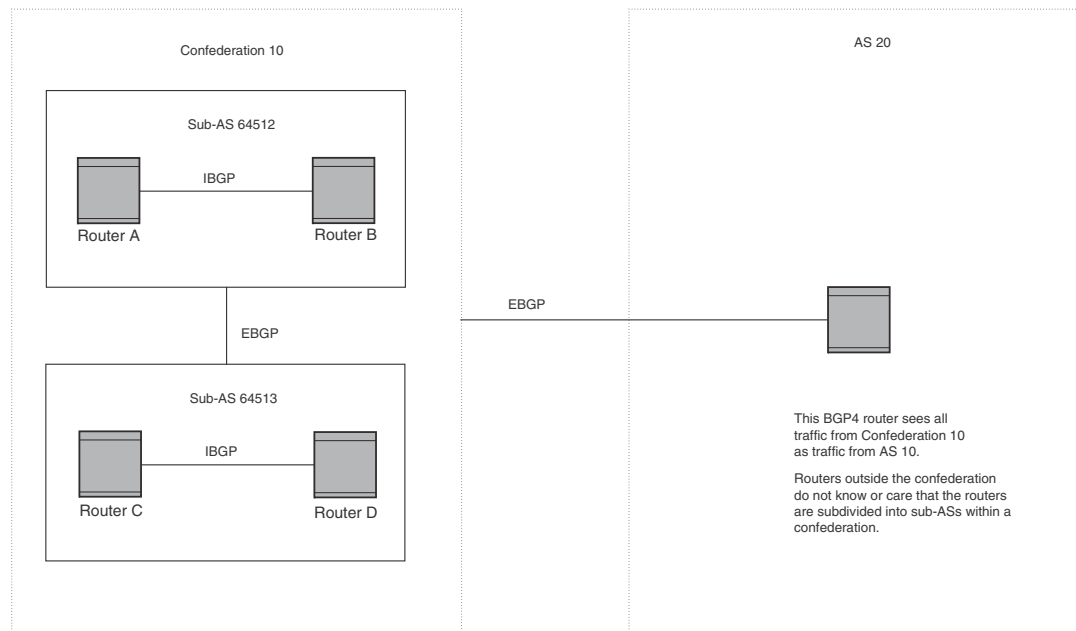 Confederation 10
Sub-AS 64512
IBGP
Router A
Router B
EBGP
Sub-AS 64513
IBGP
Router C
Router D
EBGP
AS 20
This BGP4 router sees all
traffic from Confederation 10
as traffic from AS 10.
Routers outside the confederation
do not know or care that the routers
are subdivided into sub-ASs within a
confederation.